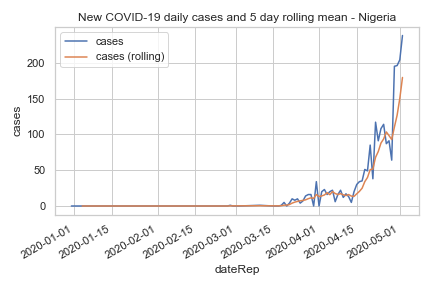 New COVID-19 daily cases and 5 day rolling mean - Nigeria
cases
cases (rolling)
cases
200
150
100
50
0
2020-01-01
2020-01-15
2020-02-01
2020-02-15
2020-03-01
2020-03-15
2020-04-01
2020-04-15
2020-05-01
dateRep